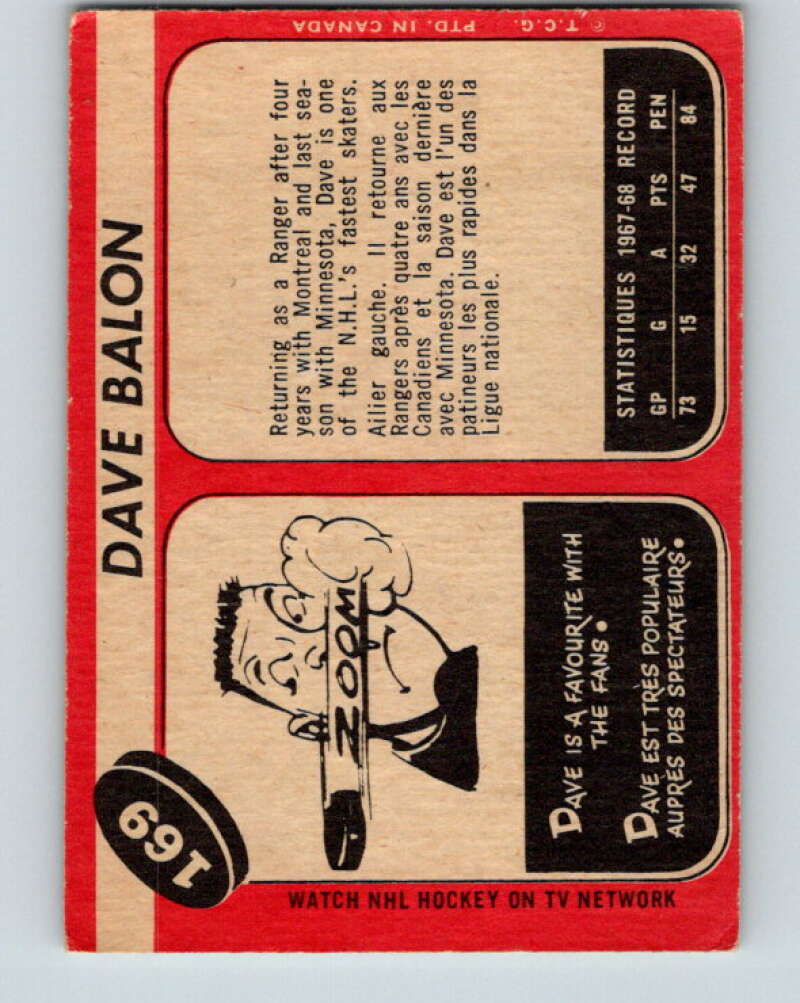 DAVE BALON
169
ZOOM
DAVE IS A FAVOURITE WITH
THE FANS.
DAVE EST TRÈS POPULAIRE
AUPRÈS DES SPECTATEURS.
WATCH NHL HOCKEY ON TV NETWORK
Returning as a Ranger after four
years with Montreal and last sea-
son with Minnesota, Dave is one
of the N.H.L.'s fastest skaters.
Ailier gauche. Il retourne aux
Rangers après quatre ans avec les
Canadiens et la saison dernière
avec Minnesota. Dave est l'un des
patineurs les plus rapides dans la
Ligue nationale.
STATISTIQUES 1967-68 RECORD
GP G A PTS PEN
73 15 32 47 84
© T.C.G. PTD. IN CANADA